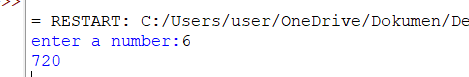 >>
= RESTART: C:/Users/user/OneDrive/Dokumen/De
enter a number:6
720